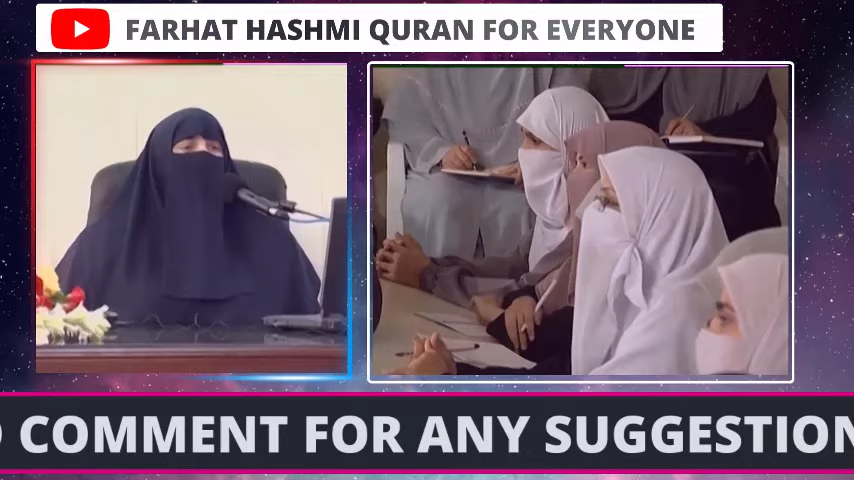 FARHAT HASHMI QURAN FOR EVERYONE
COMMENT FOR ANY SUGGESTION